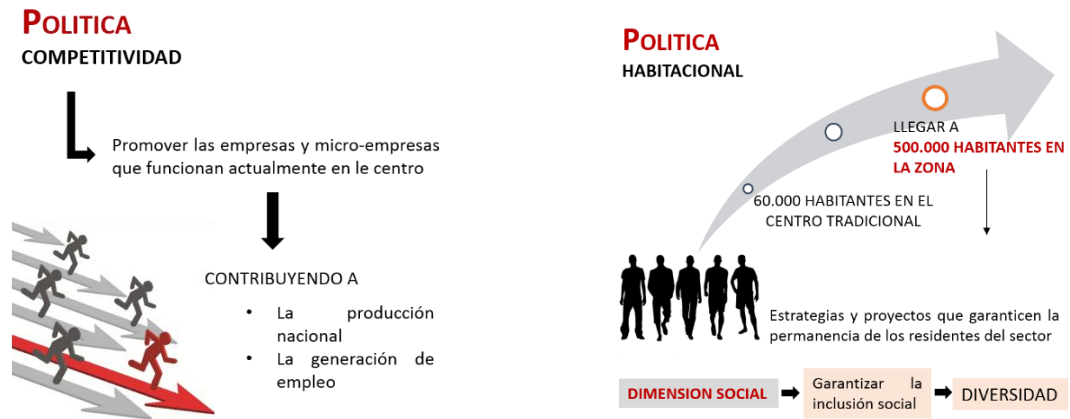 POLITICA
COMPETITIVIDAD
Promover las empresas y micro-empresas
que funcionan actualmente en le centro
CONTRIBUYENDO A
• La producción
nacional
• La generación de
empleo
POLITICA
HABITACIONAL
LLEGAR A
500.000 HABITANTES EN
LA ZONA
60.000 HABITANTES EN EL
CENTRO TRADICIONAL
Estrategias y proyectos que garanticen la
permanencia de los residentes del sector
DIMENSION SOCIAL
Garantizar la
inclusión social
DIVERSIDAD